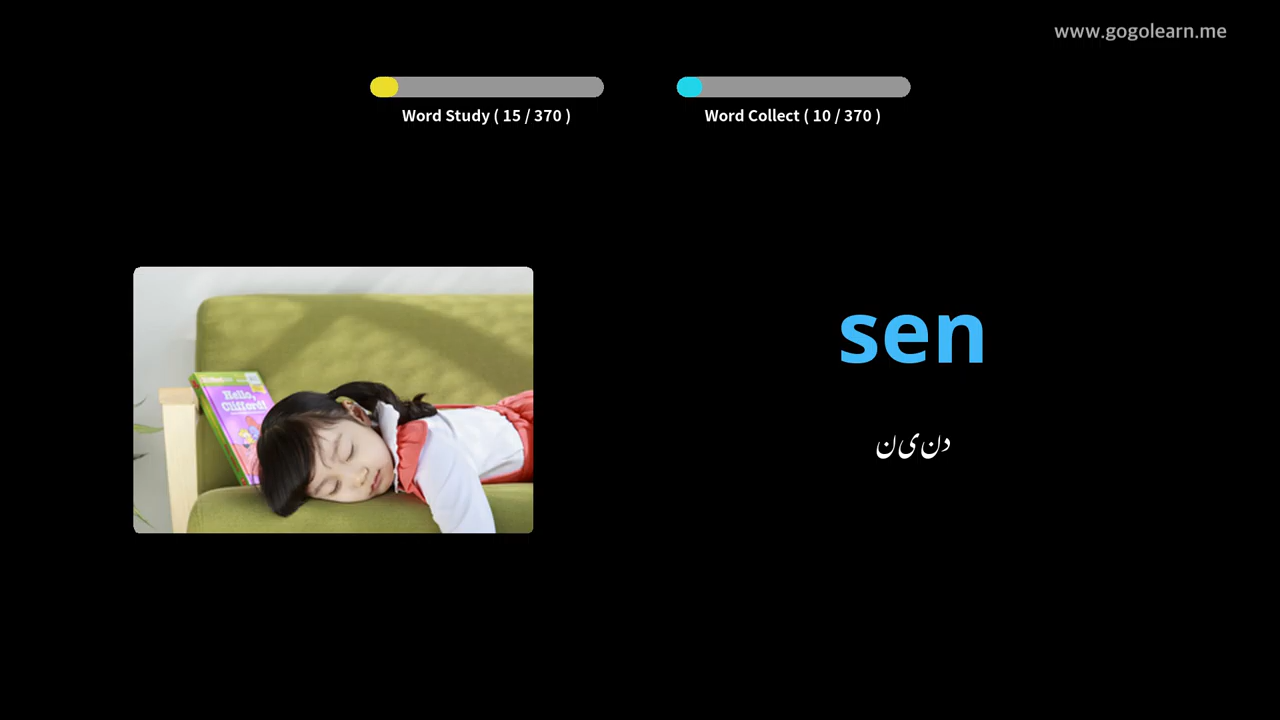 www.gogolearn.me
Word Study ( 15 / 370 )
Word Collect ( 10 / 370 )
Hello,
Clifford!
sen
دن ی ن